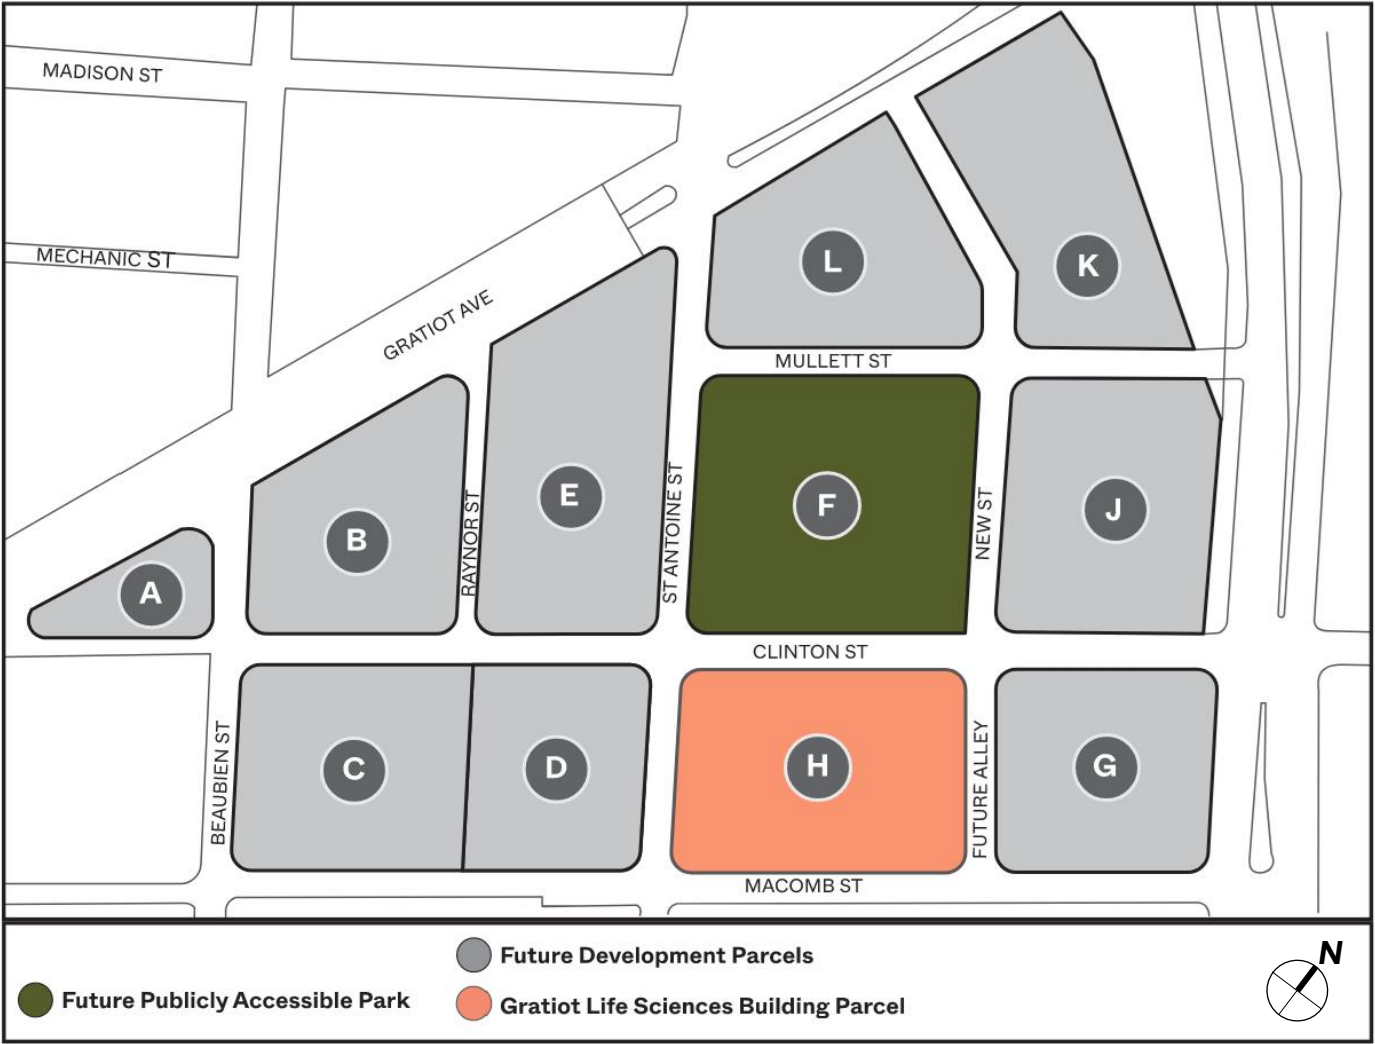 MADISON ST
MECHANIC ST
GRATIOT AVE
L
K
MULLETT ST
RAYNOR ST
E
ST ANTOINE ST
F
NEW ST
J
B
A
CLINTON ST
BEAUBIEN ST
C
D
H
FUTURE ALLEY
G
MACOMB ST
Future Development Parcels
Future Publicly Accessible Park
Gratiot Life Sciences Building Parcel
N